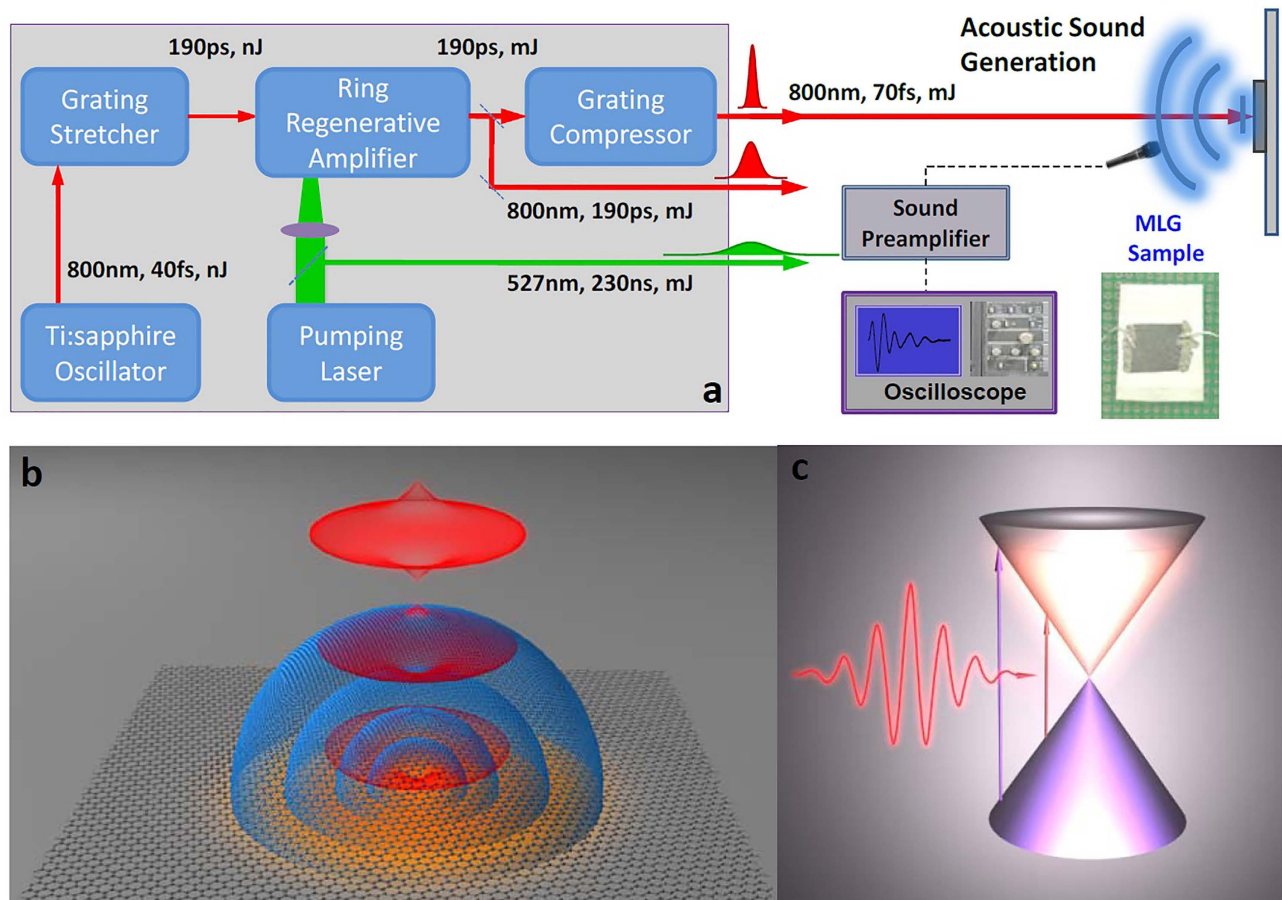 190ps, nJ
190ps, mJ
Acoustic Sound
Generation
Grating
Stretcher
Ring
Regenerative
Amplifier
Grating
Compressor
800nm, 70fs, mJ
800nm, 190ps, mJ
Sound
Preamplifier
MLG
Sample
800nm, 40fs, nJ
527nm, 230ns, mJ
Ti:sapphire
Oscillator
Pumping
Laser
a
Oscilloscope
b
c